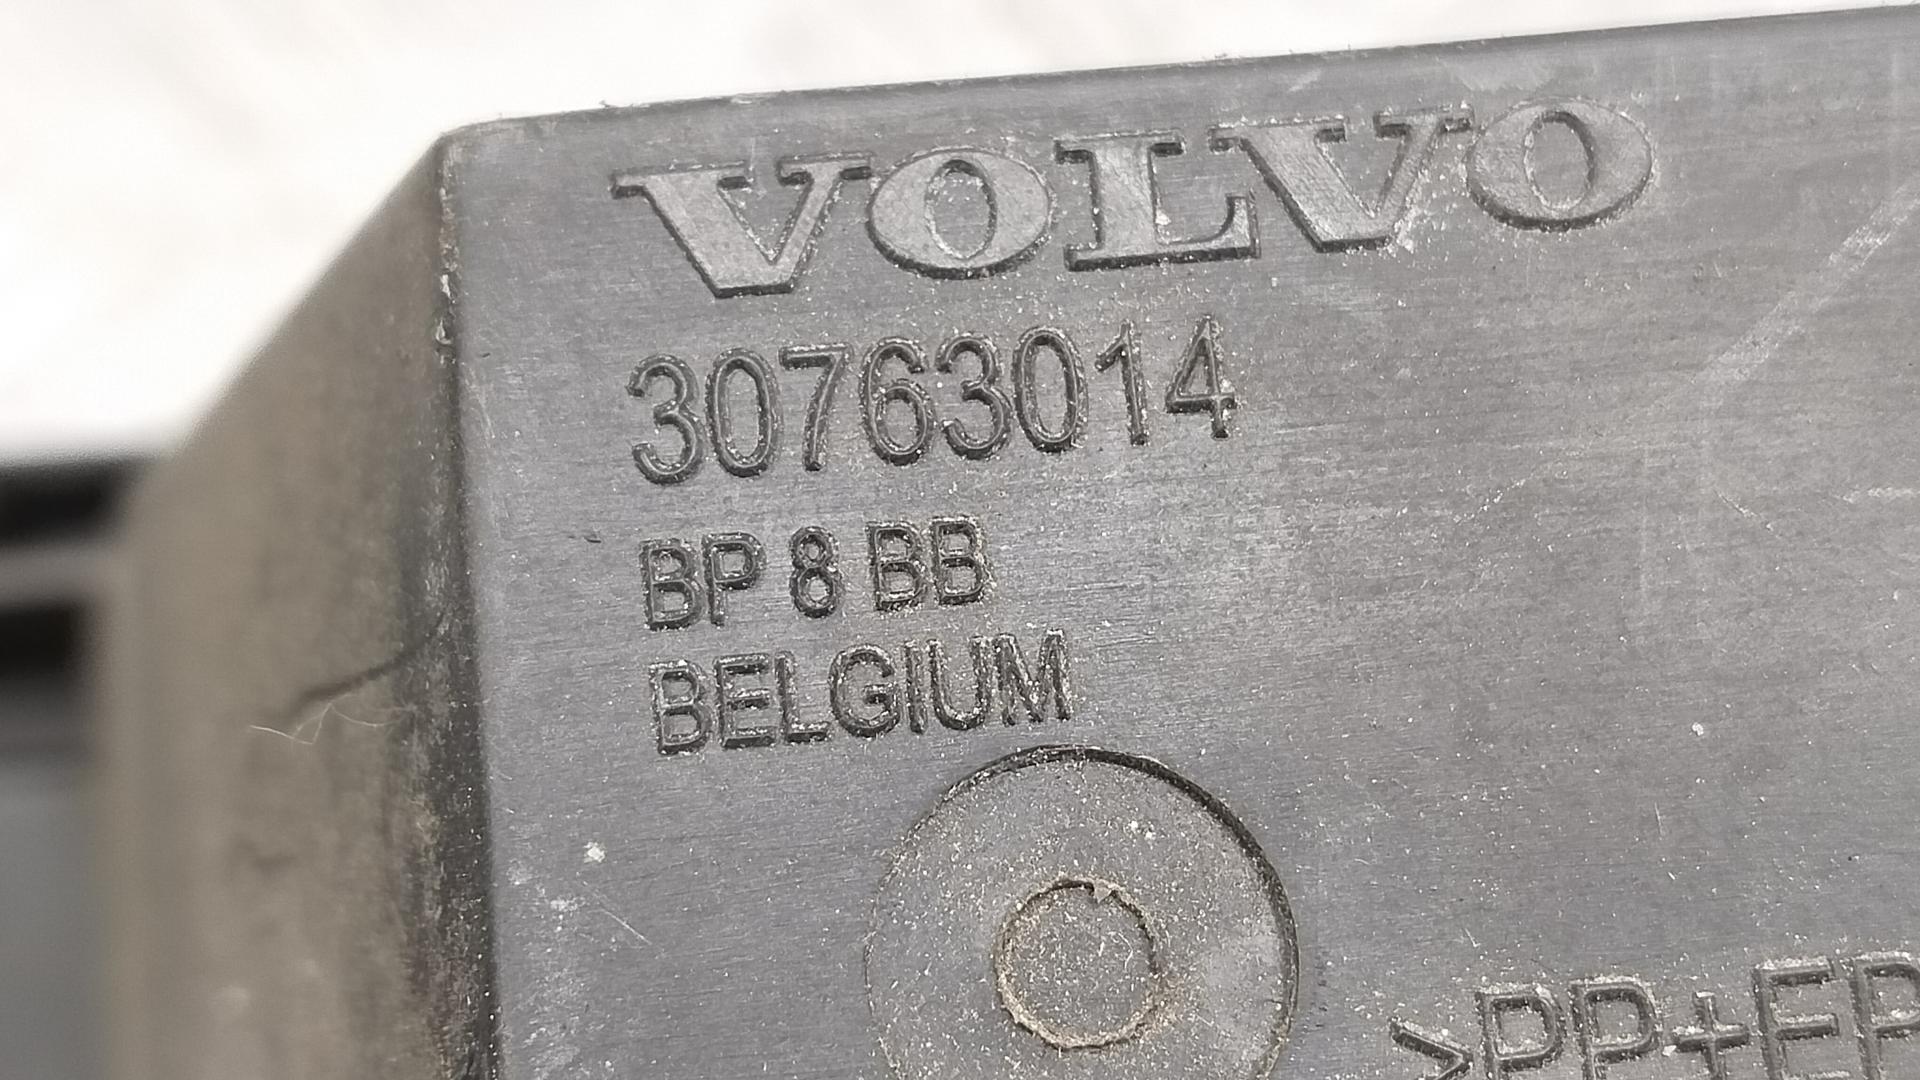 VOLVO
30763014
BP 8 BB
BELGIUM
>PP+EP